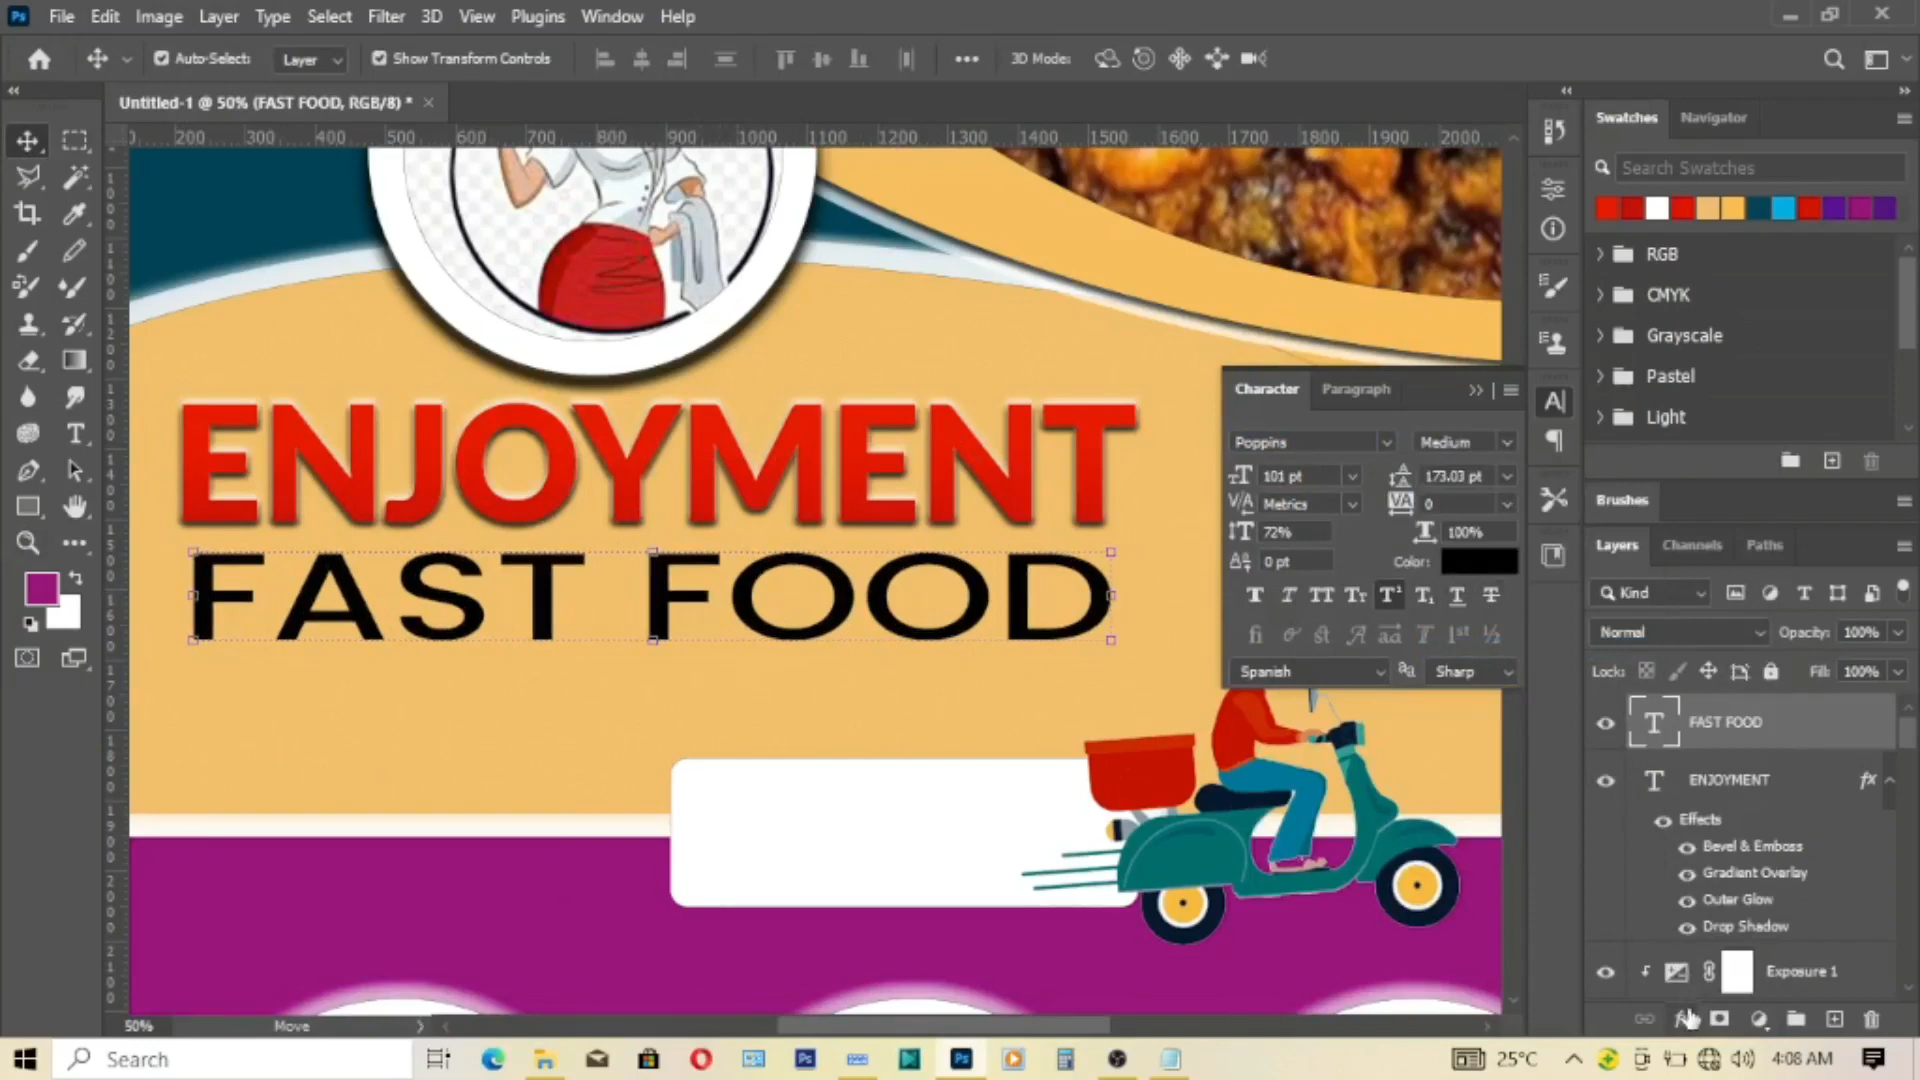 Ps File Edit Image Layer Type Select Filter 3D View Plugins Window Help
Auto-Select: Layer Show Transform Controls 3D Mode:
Untitled-1 @ 50% (FAST FOOD, RGB/8) *
200 300 400 500 600 700 800 900 1000 1100 1200 1300 1400 1500 1600 1700 1800 1900 2000
ENJOYMENT
FAST FOOD
Character Paragraph
Poppins Medium
101 pt 173.03 pt
Metrics 0
72% 100%
0 pt Color:
Spanish Sharp
Swatches Navigator
Search Swatches
RGB
CMYK
Grayscale
Pastel
Light
Brushes
Layers Channels Paths
Kind
Normal Opacity: 100%
Lock: Fill: 100%
FAST FOOD
ENJOYMENT fx
Effects
Bevel & Emboss
Gradient Overlay
Outer Glow
Drop Shadow
Exposure 1
50% Move
Search
25°C 4:08 AM